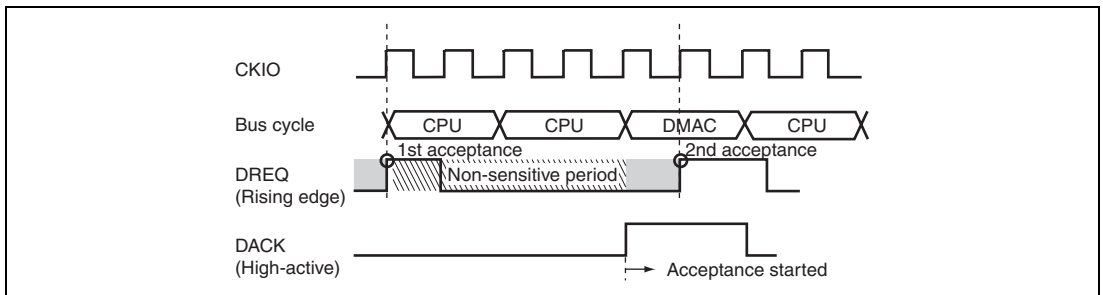 CKIO
Bus cycle CPU CPU DMAC CPU
1st acceptance 2nd acceptance
DREQ Non-sensitive period
(Rising edge)
DACK
(High-active) Acceptance started